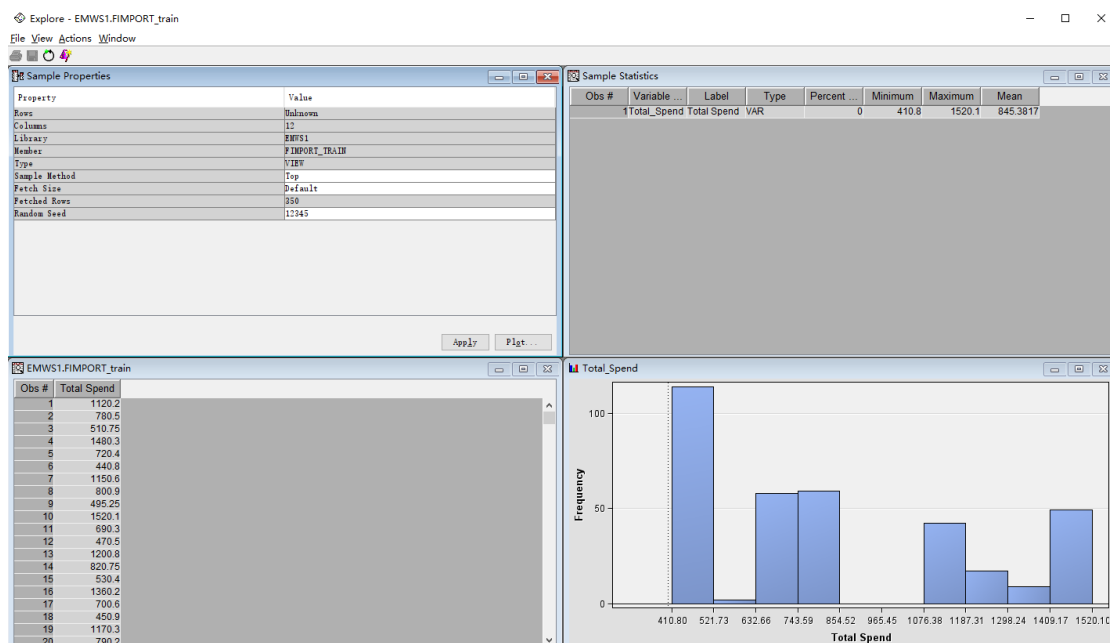 Explore - EMWS1.FIMPORT_train
File View Actions Window
Sample Properties
Property Value
Rows Unknown
Columns 12
Library EMWS1
Member FIMPORT_TRAIN
Type VIEW
Sample Method Top
Fetch Size Default
Fetched Rows 350
Random Seed 12345
Apply Plot...
Sample Statistics
Obs # Variable ... Label Type Percent ... Minimum Maximum Mean
1 Total_Spend Total Spend VAR 0 410.8 1520.1 845.3817
EMWS1.FIMPORT_train
Obs # Total Spend
1 1120.2
2 780.5
3 510.75
4 1480.3
5 720.4
6 440.8
7 1150.6
8 800.9
9 495.25
10 1520.1
11 690.3
12 470.5
13 1200.8
14 820.75
15 530.4
16 1360.2
17 700.6
18 450.9
19 1170.3
20 790.2
Total_Spend
100
50
0
Frequency
410.80 521.73 632.66 743.59 854.52 965.45 1076.38 1187.31 1298.24 1409.17 1520.10
Total Spend